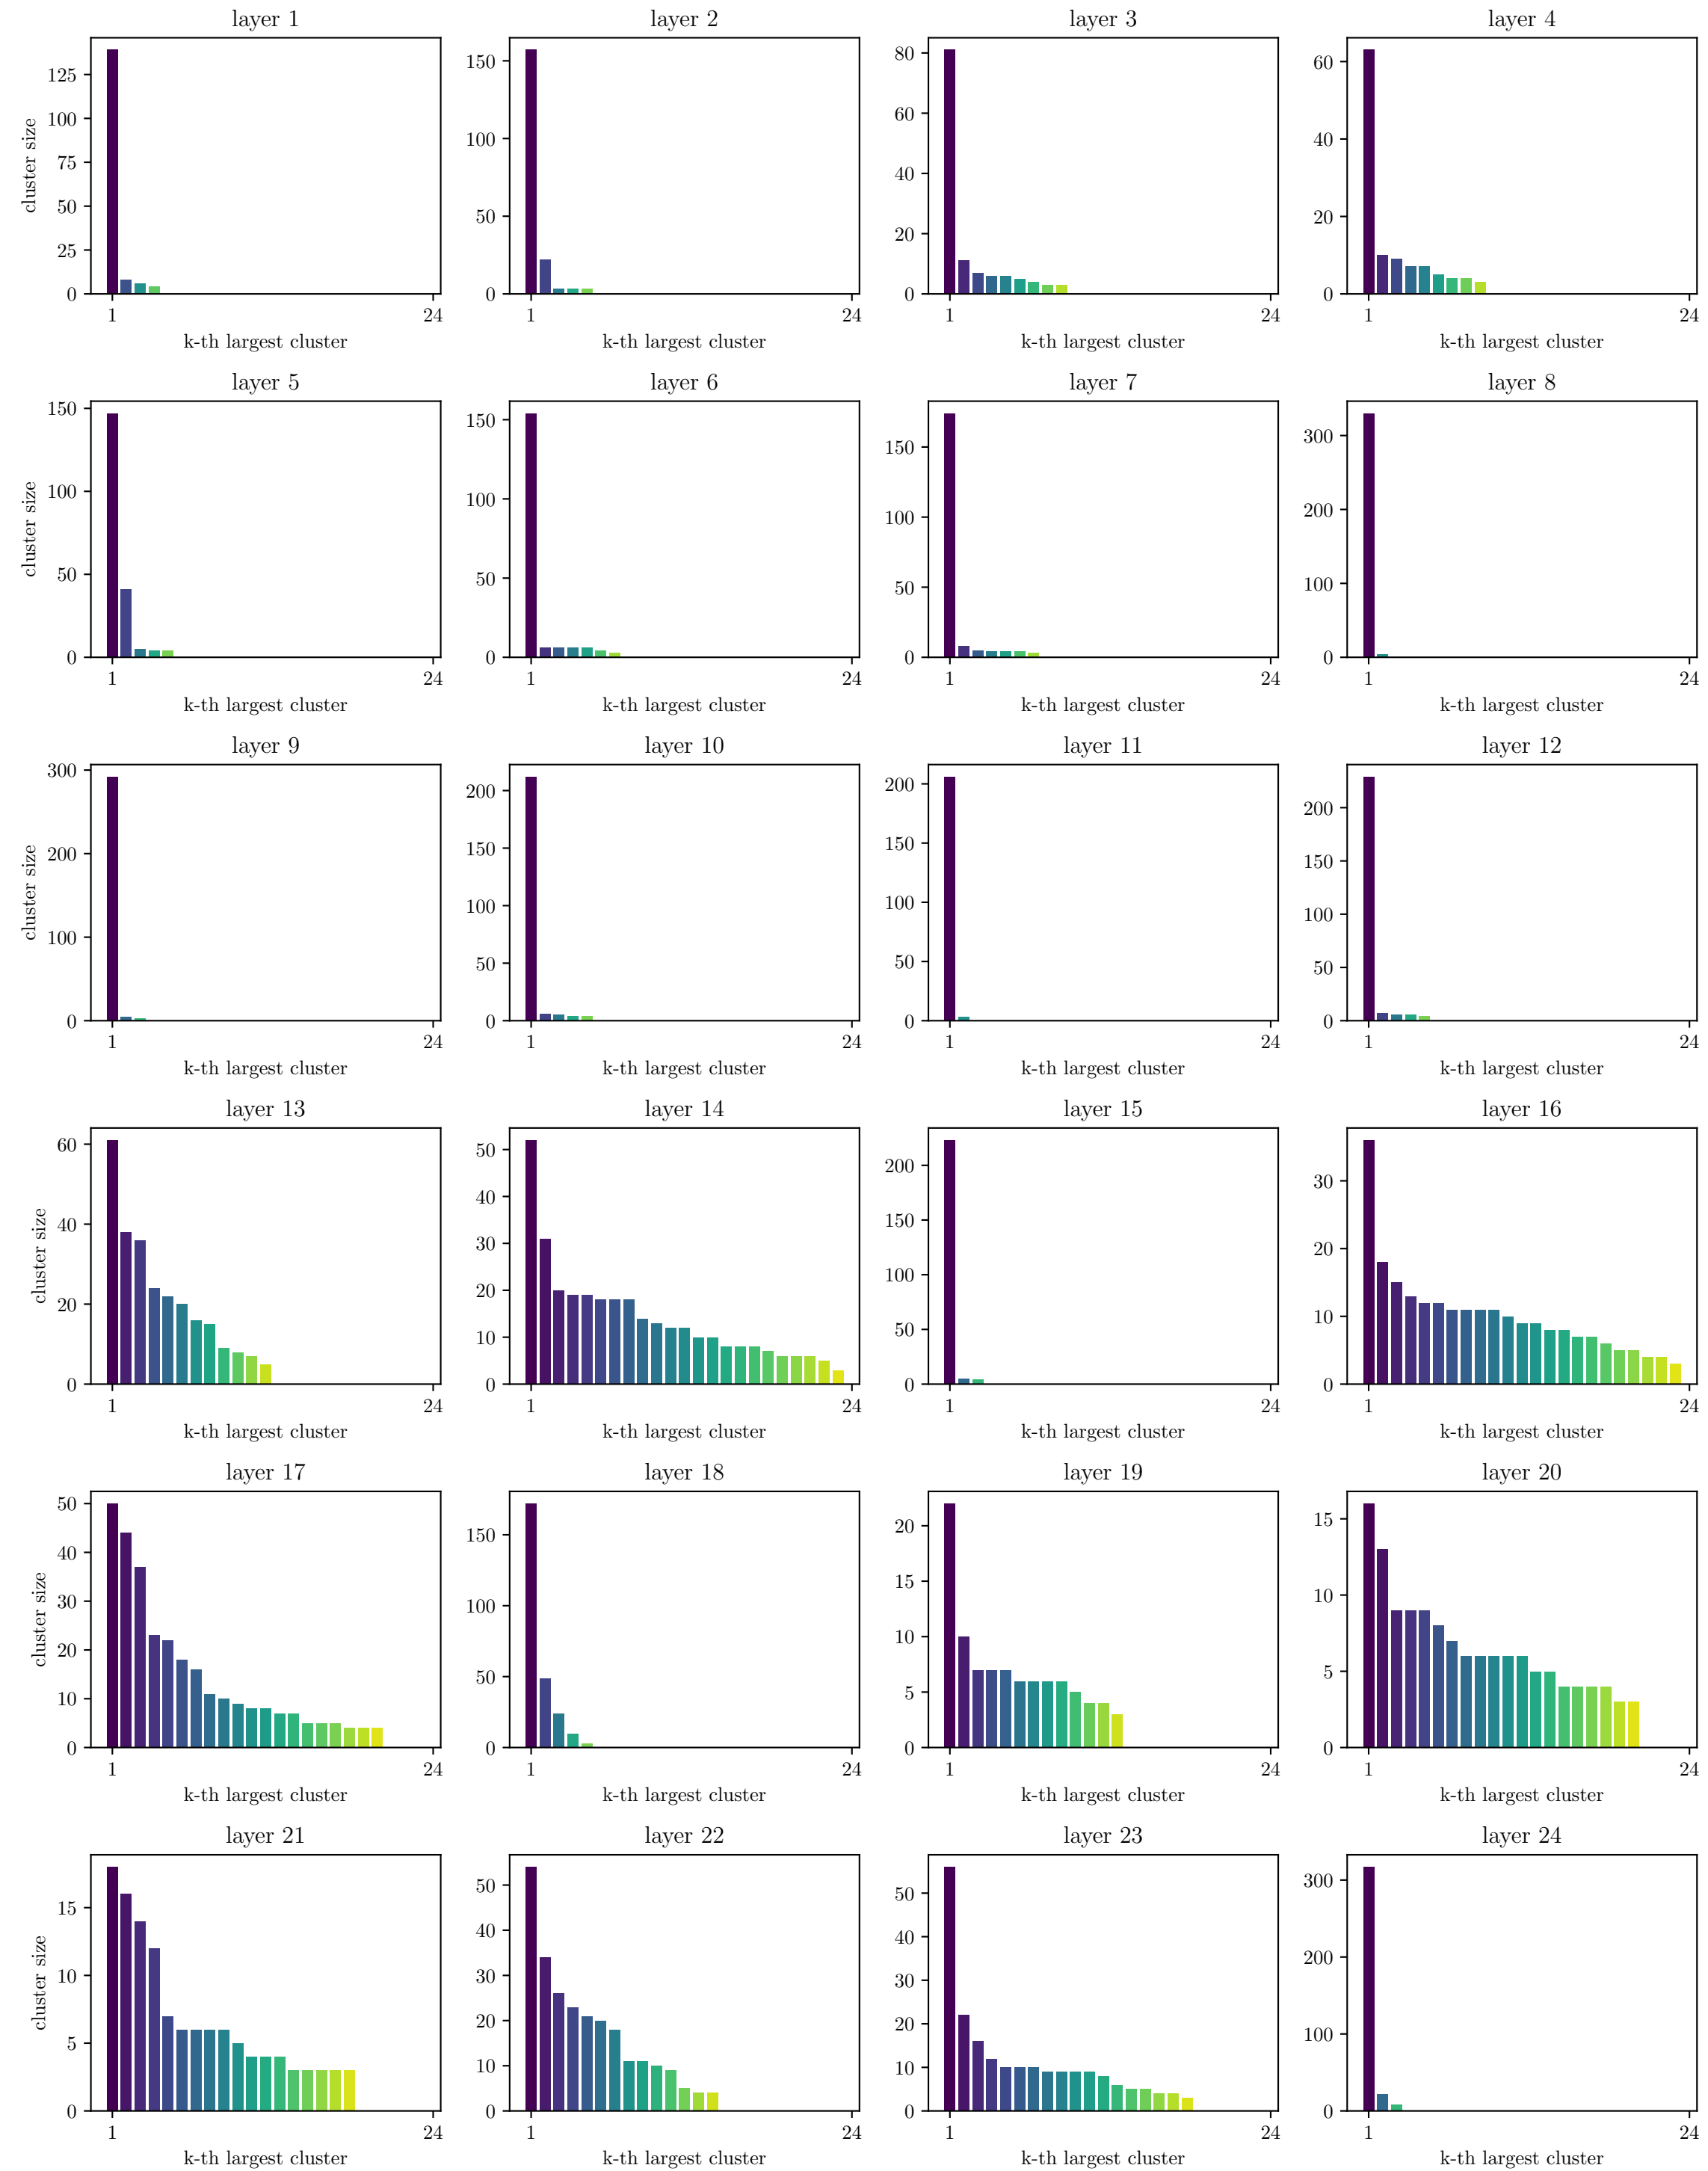 layer 1
125
100
75
50
25
0
cluster size
1
24
k-th largest cluster
layer 2
150
100
50
0
1
24
k-th largest cluster
layer 3
80
60
40
20
0
1
24
k-th largest cluster
layer 4
60
40
20
0
1
24
k-th largest cluster
layer 5
150
100
50
0
cluster size
1
24
k-th largest cluster
layer 6
150
100
50
0
1
24
k-th largest cluster
layer 7
150
100
50
0
1
24
k-th largest cluster
layer 8
300
200
100
0
1
24
k-th largest cluster
layer 9
300
200
100
0
cluster size
1
24
k-th largest cluster
layer 10
200
150
100
50
0
1
24
k-th largest cluster
layer 11
200
150
100
50
0
1
24
k-th largest cluster
layer 12
200
150
100
50
0
1
24
k-th largest cluster
layer 13
60
40
20
0
cluster size
1
24
k-th largest cluster
layer 14
50
40
30
20
10
0
1
24
k-th largest cluster
layer 15
200
150
100
50
0
1
24
k-th largest cluster
layer 16
30
20
10
0
1
24
k-th largest cluster
layer 17
50
40
30
20
10
0
cluster size
1
24
k-th largest cluster
layer 18
150
100
50
0
1
24
k-th largest cluster
layer 19
20
15
10
5
0
1
24
k-th largest cluster
layer 20
15
10
5
0
1
24
k-th largest cluster
layer 21
15
10
5
0
cluster size
1
24
k-th largest cluster
layer 22
50
40
30
20
10
0
1
24
k-th largest cluster
layer 23
50
40
30
20
10
0
1
24
k-th largest cluster
layer 24
300
200
100
0
1
24
k-th largest cluster